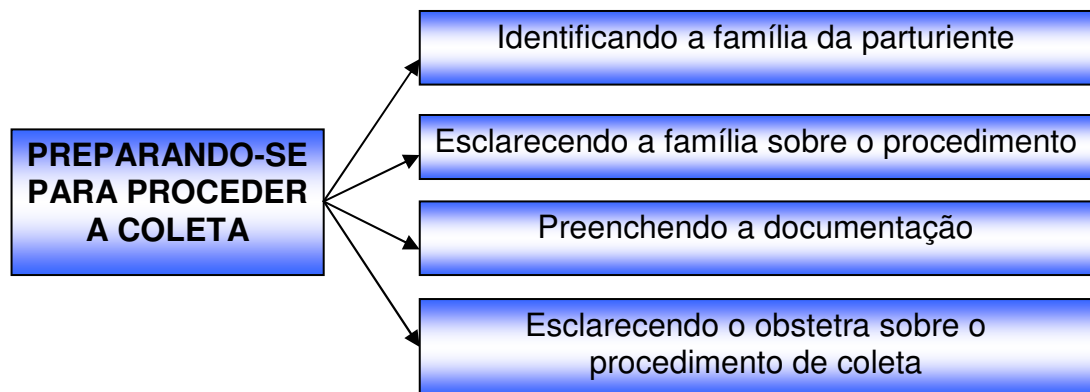 Identificando a família da parturiente
Esclarecendo a família sobre o procedimento
PREPARANDO-SE
PARA PROCEDER
A COLETA
Preenchendo a documentação
Esclarecendo o obstetra sobre o
procedimento de coleta